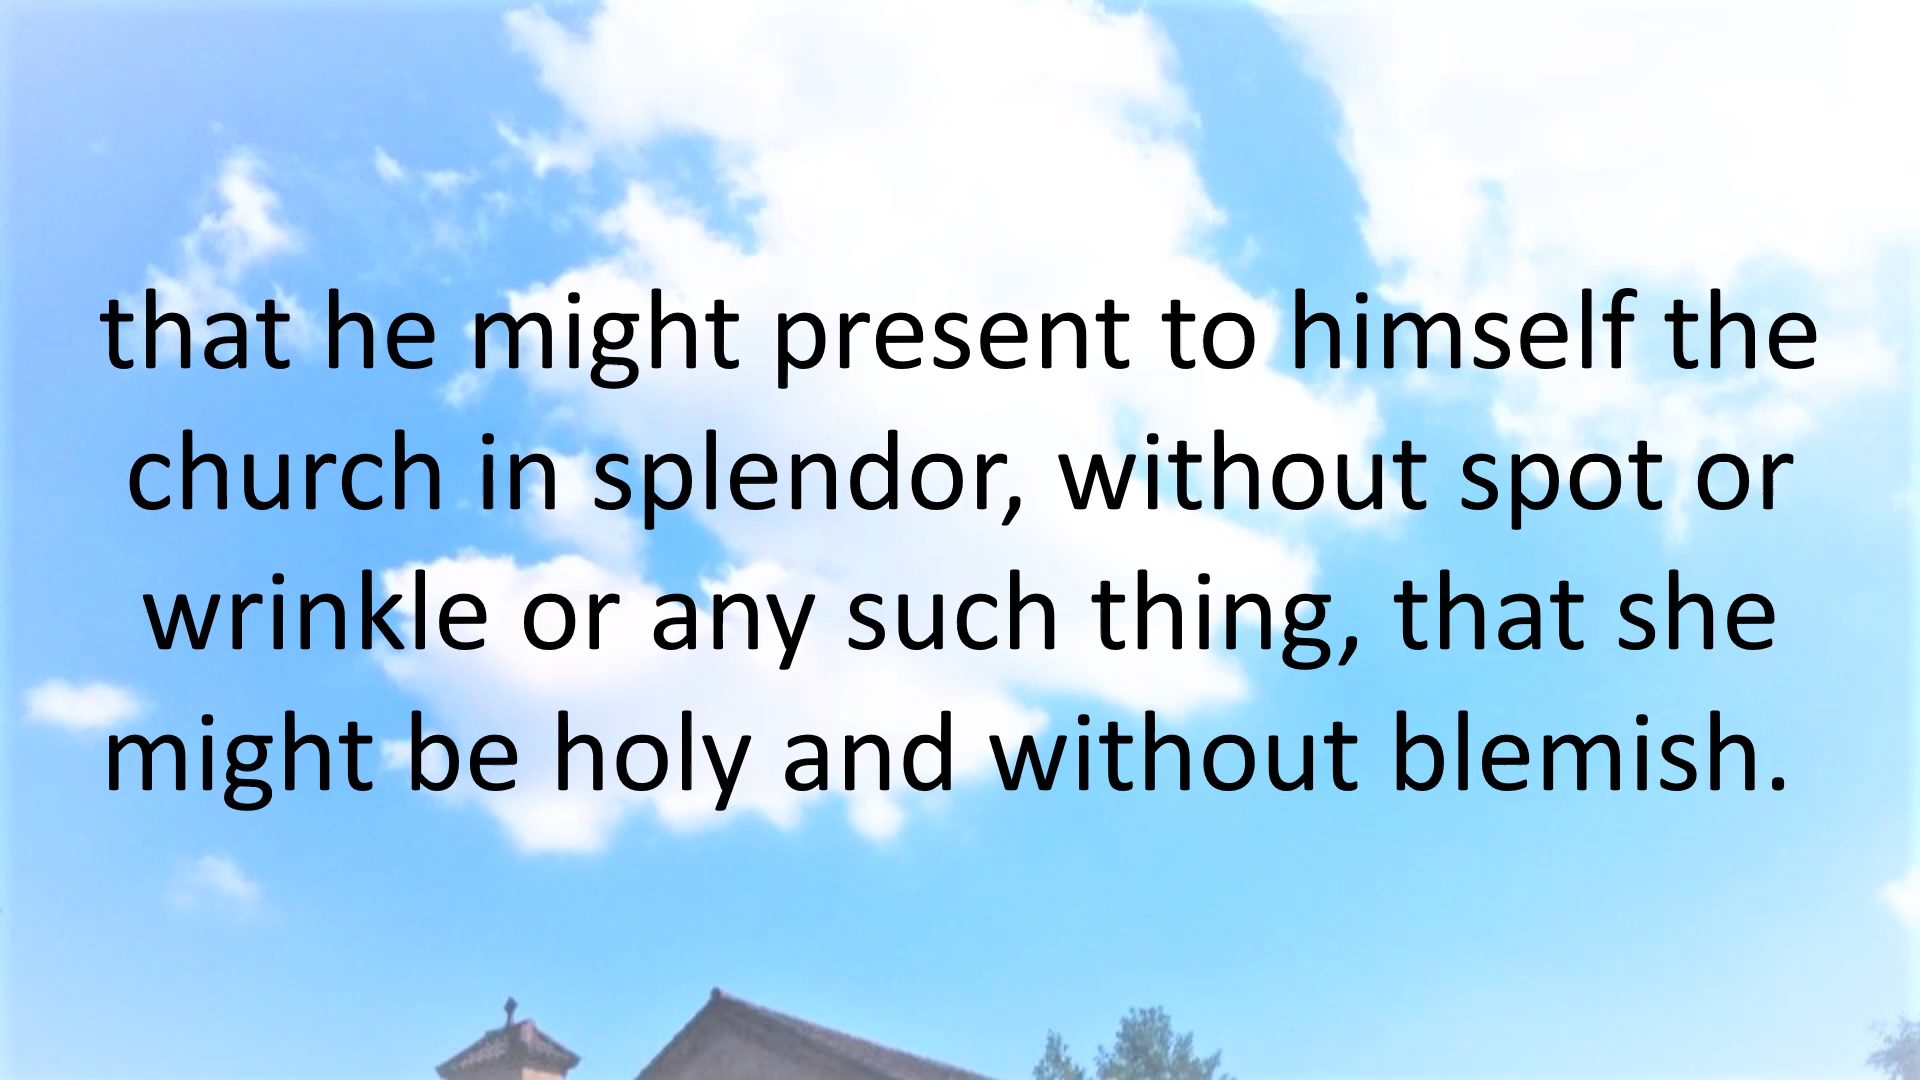 that he might present to himself the
church in splendor, without spot or
wrinkle or any such thing, that she
might be holy and without blemish.